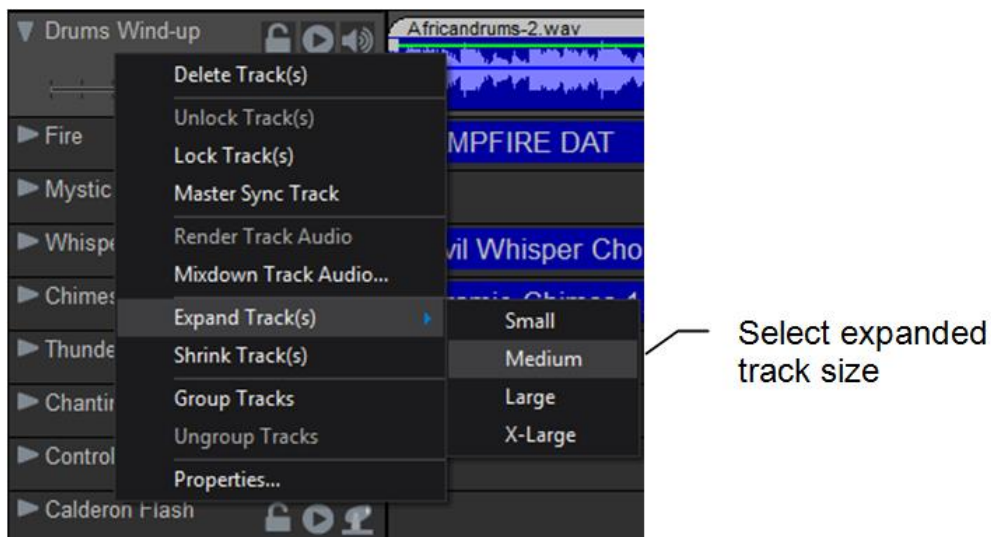 Drums Wind-up
Africandrums-2.wav
Delete Track(s)
Unlock Track(s)
Lock Track(s)
Master Sync Track
Render Track Audio
Mixdown Track Audio...
Expand Track(s)
Shrink Track(s)
Group Tracks
Ungroup Tracks
Properties...
Small
Medium
Large
X-Large
Fire
MPFIRE DAT
Mystic
Whispe
vil Whisper Cho
Chimes
Thunde
Chantin
Control
Calderon Flash
Select expanded
track size